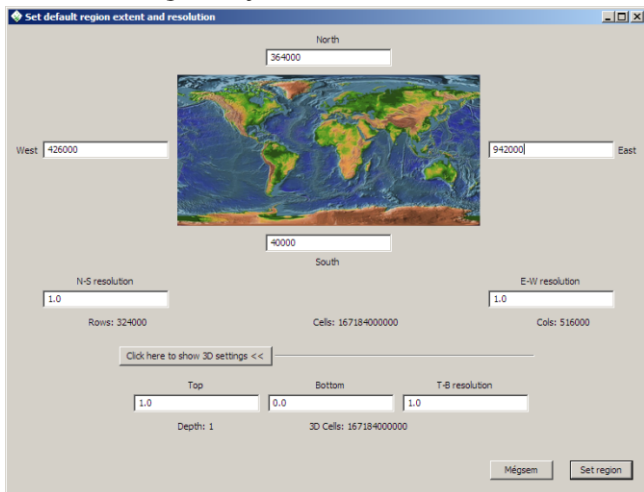 Set default region extent and resolution
North
364000
West 426000 942000 East
40000
South
N-S resolution E-W resolution
1.0 1.0
Rows: 324000 Cells: 167184000000 Cols: 516000
Click here to show 3D settings <<
Top Bottom T-B resolution
1.0 0.0 1.0
Depth: 1 3D Cells: 167184000000
Mégsem Set region